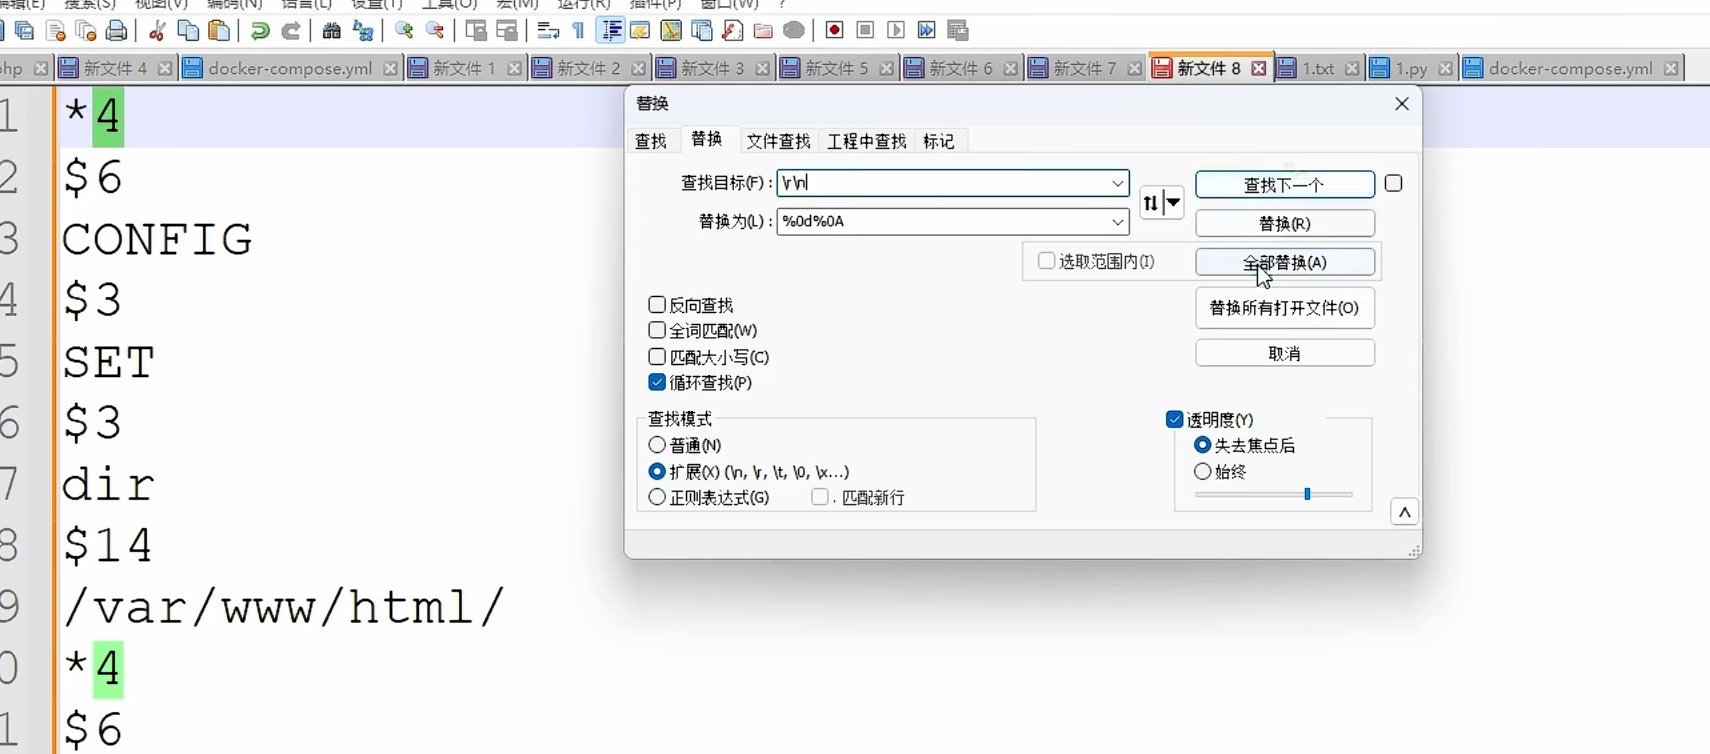 编辑(E) 搜索(S) 视图(V) 编码(N) 语言(L) 设置(T) 工具(O) 宏(M) 运行(R) 插件(P) 窗口(W) ?
php 新文件 4 docker-compose.yml 新文件 1 新文件 2 新文件 3 新文件 5 新文件 6 新文件 7 新文件 8 1.txt 1.py docker-compose.yml
1 *4
2 $6
3 CONFIG
4 $3
5 SET
6 $3
7 dir
8 $14
9 /var/www/html/
0 *4
1 $6
替换
查找 替换 文件查找 工程中查找 标记
查找目标(F) : \r\n 查找下一个
替换为(L) : %0d%0A 替换(R)
选取范围内(I) 全部替换(A)
替换所有打开文件(O)
取消
反向查找
全词匹配(W)
匹配大小写(C)
循环查找(P)
查找模式
普通(N)
扩展(X) (\n, \r, \t, \0, \x...)
正则表达式(G) . 匹配新行
透明度(Y)
失去焦点后
始终